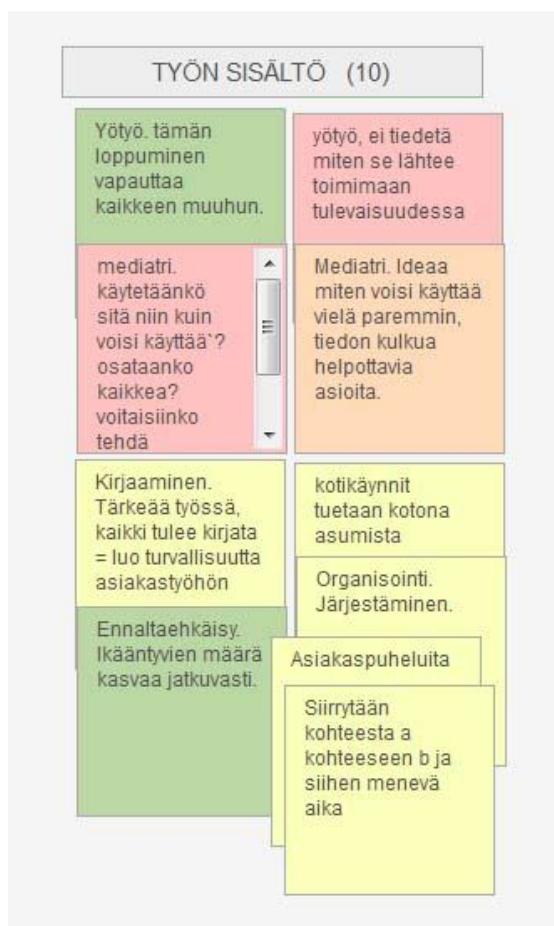 TYÖN SISÄLTÖ (10)
Yötyö. tämän
loppuminen
vapauttaa
kaikkeen muuhun.
yötyö, ei tiedetä
miten se lähtee
toimimaan
tulevaisuudessa
mediatri.
käytetäänkö
sitä niin kuin
voisi käyttää`?
osataanko
kaikkea?
voitaisiinko
tehdä
Mediatri. Ideaa
miten voisi käyttää
vielä paremmin,
tiedon kulkua
helpottavia
asioita.
Kirjaaminen.
Tärkeää työssä,
kaikki tulee kirjata
= luo turvallisuutta
asiakastyöhön
kotikäynnit
tuetaan kotona
asumista
Organisointi.
Järjestäminen.
Ennaltaehkäisy.
Ikääntyvien määrä
kasvaa jatkuvasti.
Asiakaspuheluita
Siirrytään
kohteesta a
kohteeseen b ja
siihen menevä
aika